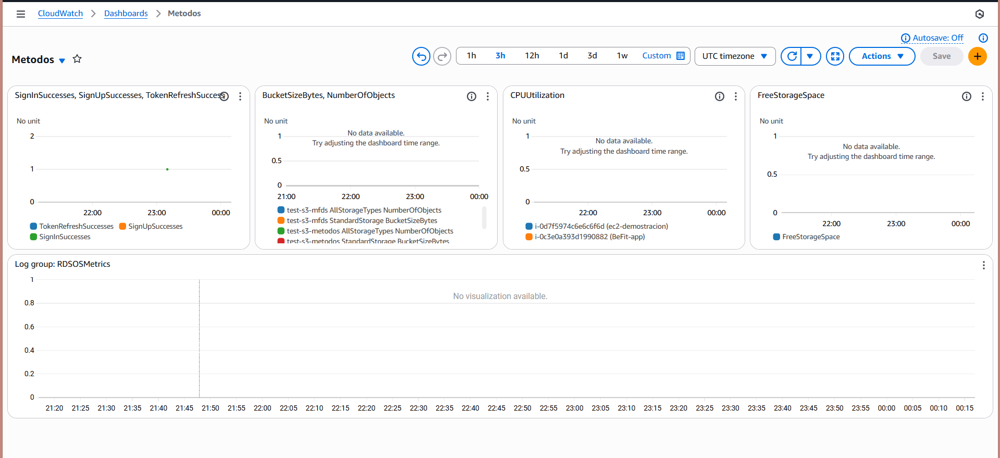 CloudWatch > Dashboards > Metodos
Autosave: Off
Metodos
1h 3h 12h 1d 3d 1w Custom UTC timezone Actions Save +
SignInSuccesses, SignUpSuccesses, TokenRefreshSuccess
No unit
2
1
0
22:00 23:00 00:00
TokenRefreshSuccesses SignUpSuccesses
SignInSuccesses
BucketSizeBytes, NumberOfObjects
No unit
No data available.
Try adjusting the dashboard time range.
1
0.5
0
21:00 22:00 23:00 00:00
test-s3-mfds AllStorageTypes NumberOfObjects
test-s3-mfds StandardStorage BucketSizeBytes
test-s3-metodos AllStorageTypes NumberOfObjects
test-s3-metodos StandardStorage BucketSizeBytes
CPUUtilization
No unit
No data available.
Try adjusting the dashboard time range.
1
0.5
0
22:00 23:00 00:00
i-0d7f5974c6e6c6f6d (ec2-demostracion)
i-0c3e0a393d1990882 (BeFit-app)
FreeStorageSpace
No unit
No data available.
Try adjusting the dashboard time range.
1
0.5
0
22:00 23:00 00:00
FreeStorageSpace
Log group: RDSOSMetrics
No visualization available.
1
0.8
0.6
0.4
0.2
0
21:20 21:25 21:30 21:35 21:40 21:45 21:50 21:55 22:00 22:05 22:10 22:15 22:20 22:25 22:30 22:35 22:40 22:45 22:50 22:55 23:00 23:05 23:10 23:15 23:20 23:25 23:30 23:35 23:40 23:45 23:50 23:55 00:00 00:05 00:10 00:15